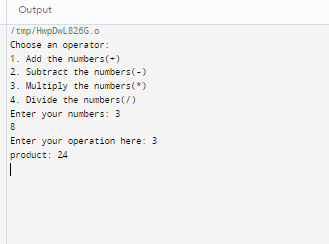 Output
/tmp/HwpDwL826G.o
Choose an operator:
1. Add the numbers(+)
2. Subtract the numbers(-)
3. Multiply the numbers(*)
4. Divide the numbers(/)
Enter your numbers: 3
8
Enter your operation here: 3
product: 24